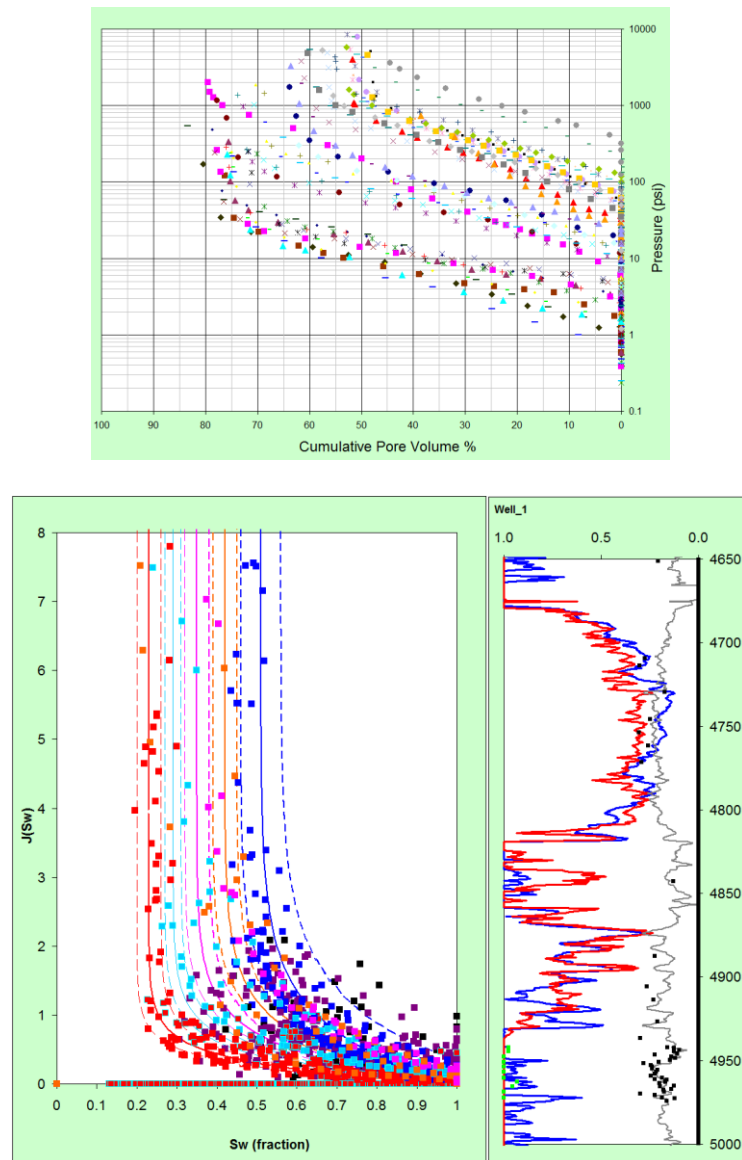 10000
1000
100
10
1
0.1
Pressure (psi)
100 90 80 70 60 50 40 30 20 10 0
Cumulative Pore Volume %
8
7
6
5
4
3
2
1
0
J(Sw)
0 0.1 0.2 0.3 0.4 0.5 0.6 0.7 0.8 0.9 1
Sw (fraction)
Well_1
1.0 0.5 0.0
4650
4700
4750
4800
4850
4900
4950
5000